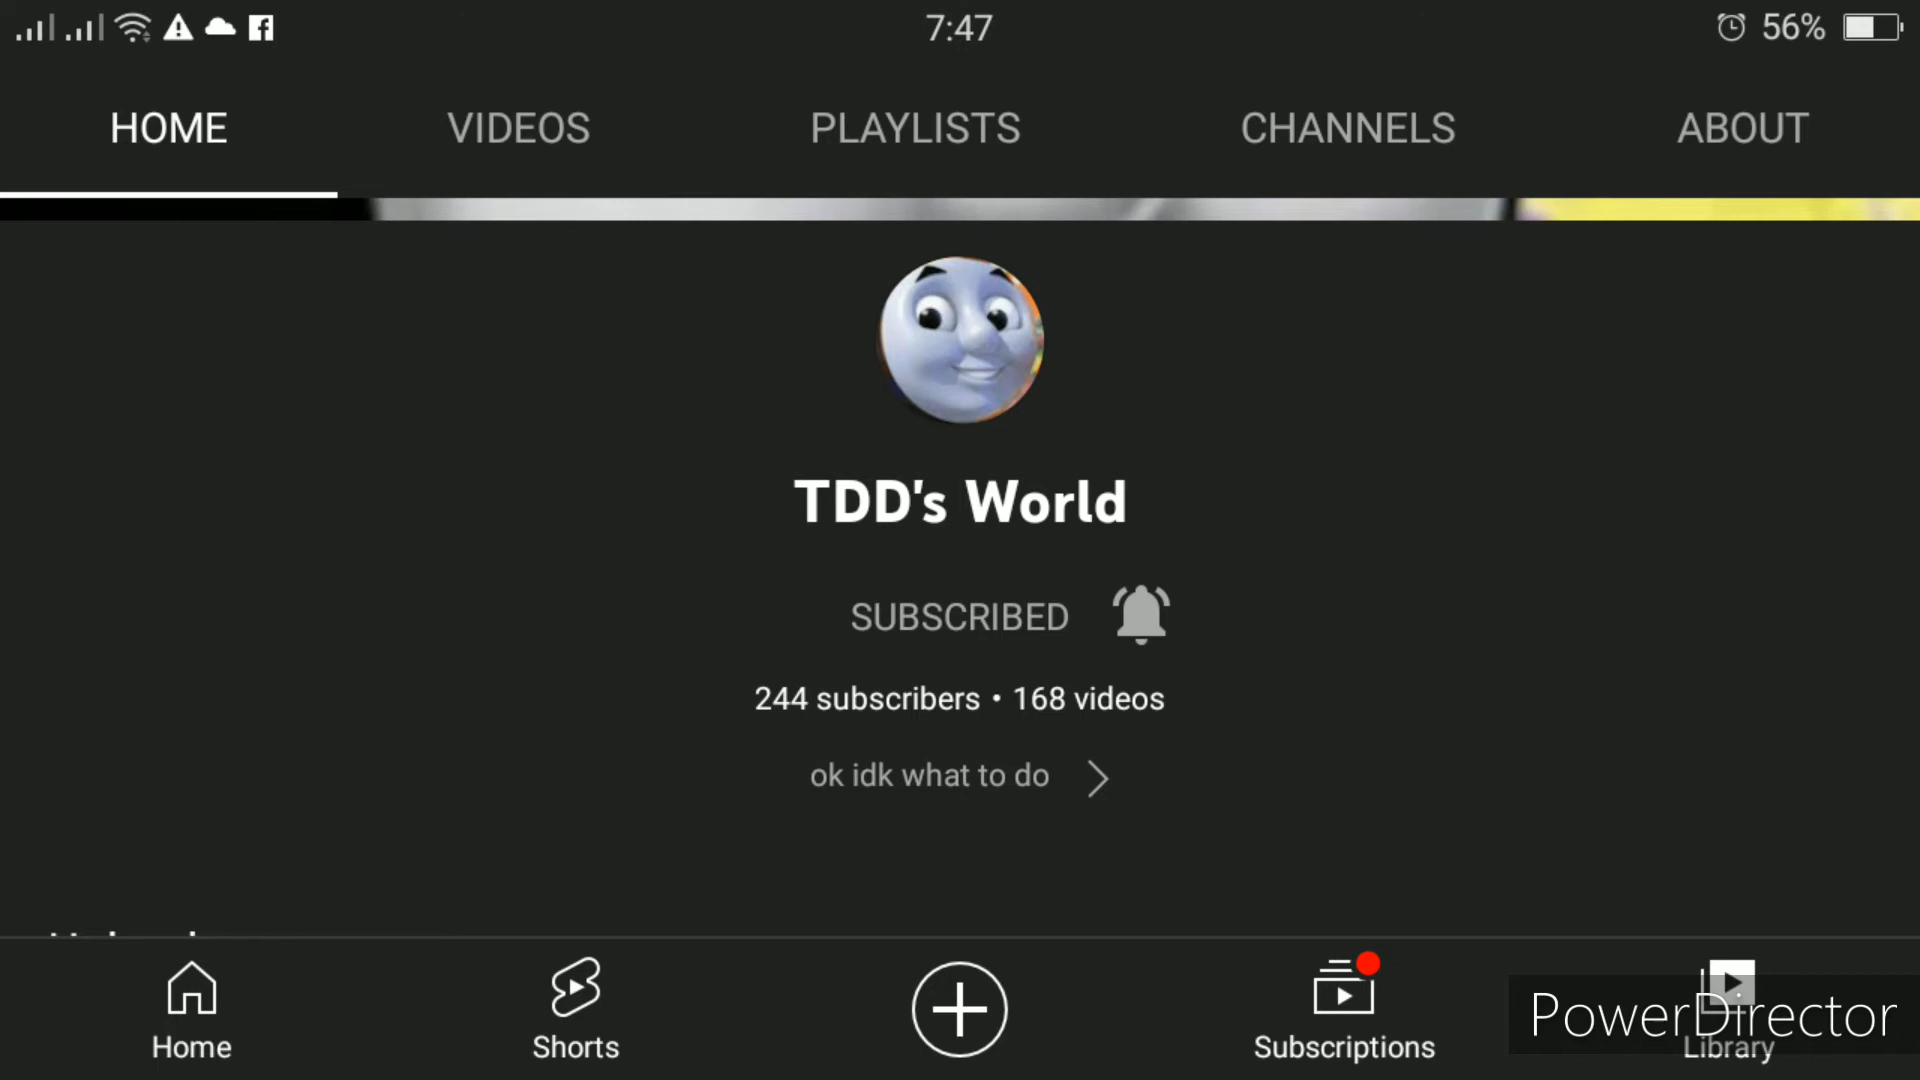 7:47
56%
HOME VIDEOS PLAYLISTS CHANNELS ABOUT
TDD's World
SUBSCRIBED
244 subscribers • 168 videos
ok idk what to do
Home Shorts Subscriptions Library
PowerDirector